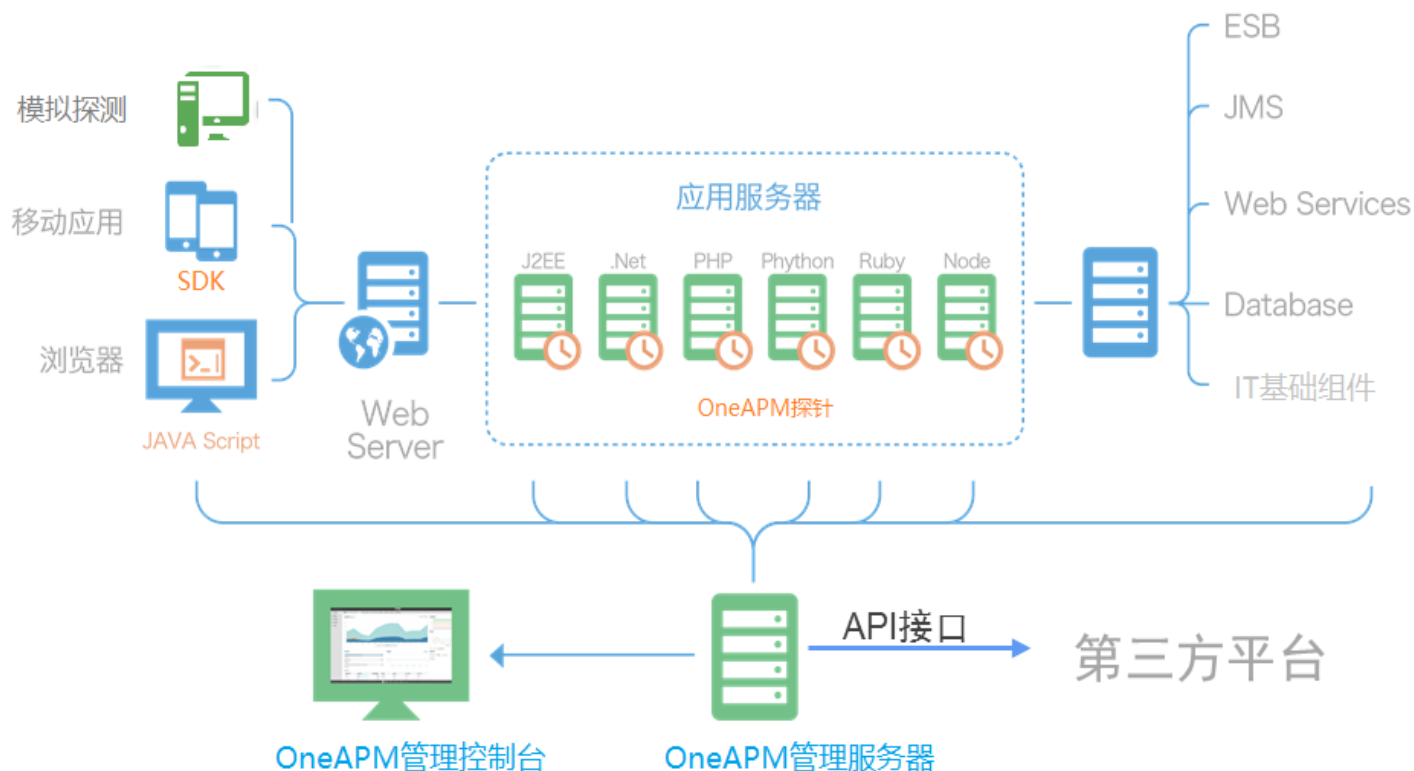 模拟探测
移动应用
SDK
浏览器
JAVA Script
Web
Server
应用服务器
J2EE
.Net
PHP
Phython
Ruby
Node
OneAPM探针
ESB
JMS
Web Services
Database
IT基础组件
API接口
第三方平台
OneAPM管理控制台
OneAPM管理服务器